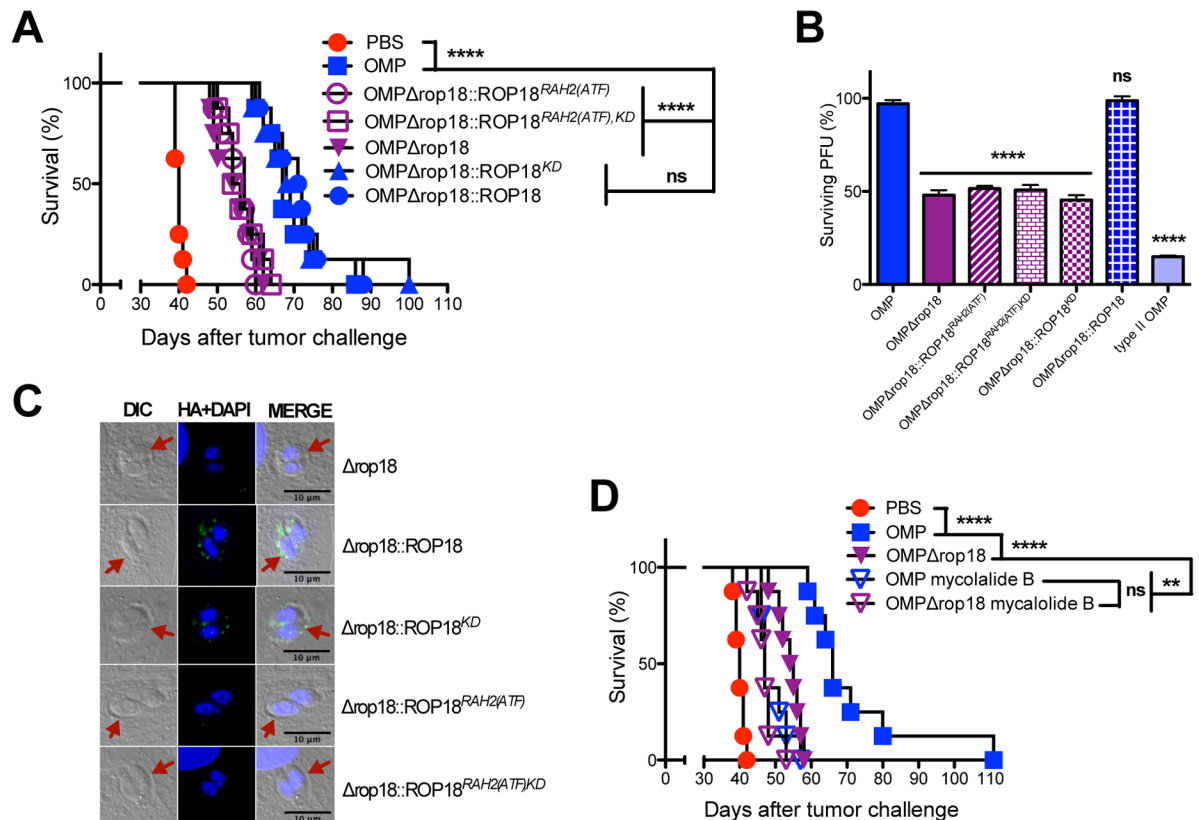 A
PBS
OMP
OMPΔrop18::ROP18RAH2(ATF)
OMPΔrop18::ROP18RAH2(ATF),KD
OMPΔrop18
OMPΔrop18::ROP18KD
OMPΔrop18::ROP18
****
****
ns
Survival (%)
100
50
0
0 30 40 50 60 70 80 90 100 110
Days after tumor challenge
B
Surviving PFU (%)
100
50
0
****
ns
****
OMP
OMPΔrop18
OMPΔrop18::ROP18RAH2(ATF)
OMPΔrop18::ROP18RAH2(ATF)KD
OMPΔrop18::ROP18KD
OMPΔrop18::ROP18
type II OMP
C
DIC HA+DAPI MERGE
10 µm
Δrop18
10 µm
Δrop18::ROP18
10 µm
Δrop18::ROP18KD
10 µm
Δrop18::ROP18RAH2(ATF)
10 µm
Δrop18::ROP18RAH2(ATF)KD
D
PBS
OMP
OMPΔrop18
OMP mycolalide B
OMPΔrop18 mycalolide B
****
****
ns
**
Survival (%)
100
50
0
0 30 40 50 60 70 80 90 100 110
Days after tumor challenge